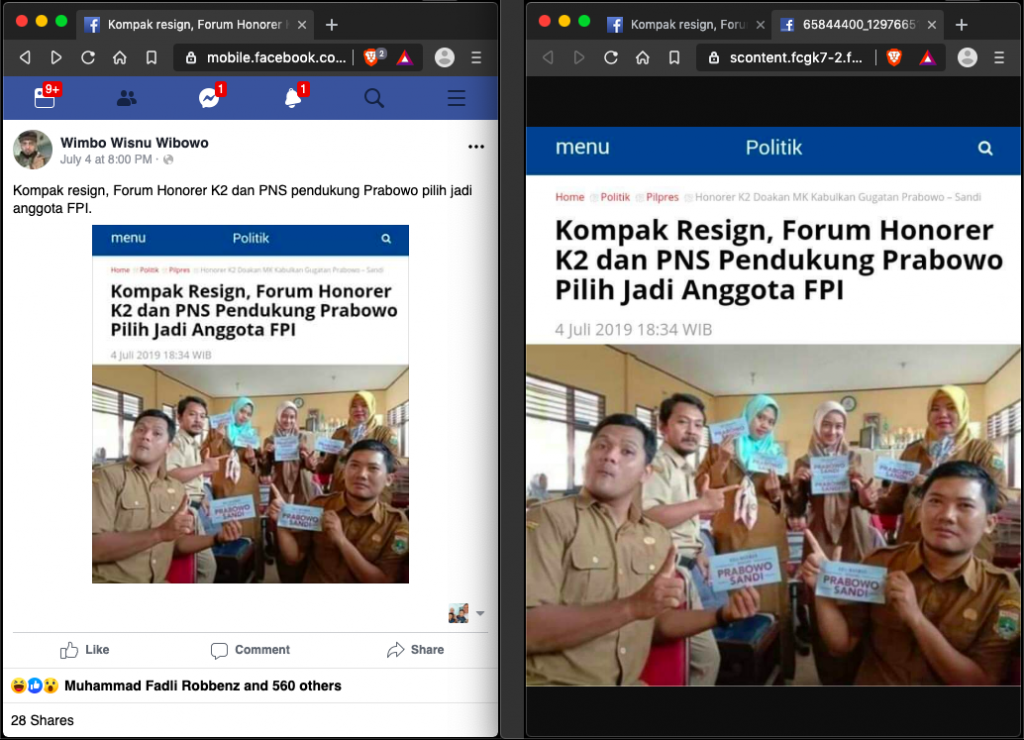 Kompak resign, Forum Honorer
mobile.facebook.co...
2
9+
1
1
Wimbo Wisnu Wibowo
July 4 at 8:00 PM
Kompak resign, Forum Honorer K2 dan PNS pendukung Prabowo pilih jadi
anggota FPI.
menu Politik
Home Politik Pilpres Honorer K2 Doakan MK Kabulkan Gugatan Prabowo – Sandi
Kompak Resign, Forum Honorer
K2 dan PNS Pendukung Prabowo
Pilih Jadi Anggota FPI
4 Juli 2019 18:34 WIB
PRABOWO
SANDI
PRABOWO
SANDI
Like Comment Share
Muhammad Fadli Robbenz and 560 others
28 Shares
Kompak resign, Foru
65844400_1297665
scontent.fcgk7-2.f...
menu Politik
Home Politik Pilpres Honorer K2 Doakan MK Kabulkan Gugatan Prabowo – Sandi
Kompak Resign, Forum Honorer
K2 dan PNS Pendukung Prabowo
Pilih Jadi Anggota FPI
4 Juli 2019 18:34 WIB
PRABOWO
SANDI
PRABOWO
SANDI
PRABOWO
SANDI